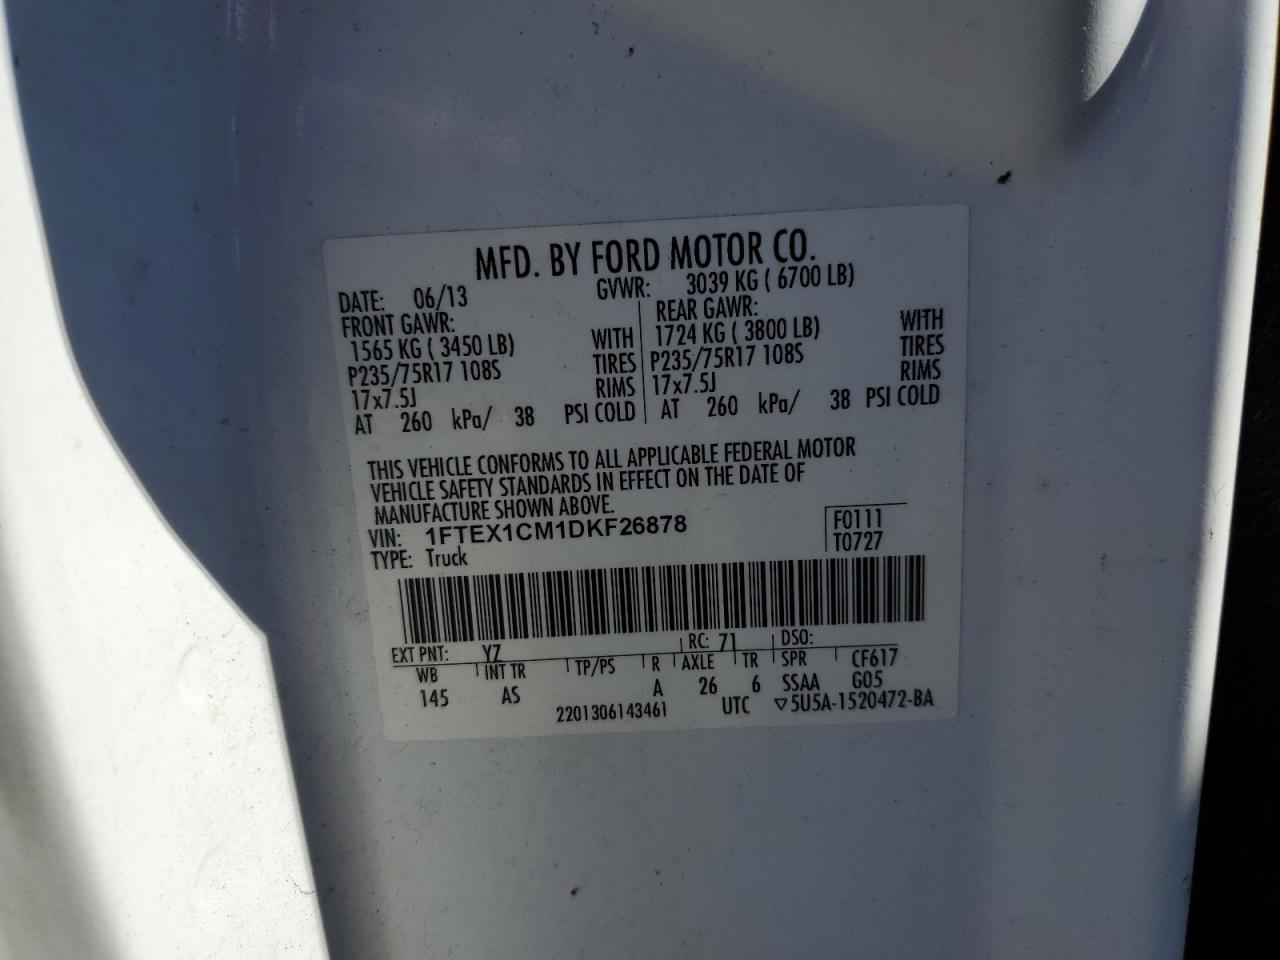 MFD. BY FORD MOTOR CO.
DATE: 06/13 GVWR: 3039 KG ( 6700 LB)
FRONT GAWR: REAR GAWR:
1565 KG ( 3450 LB) WITH 1724 KG ( 3800 LB) WITH
P235/75R17 108S TIRES P235/75R17 108S TIRES
17x7.5J RIMS 17x7.5J RIMS
AT 260 kPa/ 38 PSI COLD AT 260 kPa/ 38 PSI COLD
THIS VEHICLE CONFORMS TO ALL APPLICABLE FEDERAL MOTOR
VEHICLE SAFETY STANDARDS IN EFFECT ON THE DATE OF
MANUFACTURE SHOWN ABOVE.
VIN: 1FTEX1CM1DKF26878 F0111
TYPE: Truck T0727
EXT PNT: YZ RC: 71 DSO:
WB INT TR TP/PS R AXLE TR SPR CF617
145 AS A 26 6 SSAA G05
2201306143461 UTC ▽5U5A-1520472-BA